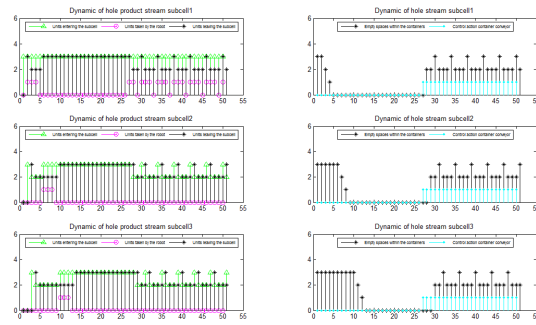 Dynamic of hole product stream subcell1
Units entering the subcell Units taken by the robot Units leaving the subcell
6
4
2
0
0 5 10 15 20 25 30 35 40 45 50 55
Dynamic of hole of stream subcell1
Empty spaces within the containers Control action container conveyor
6
4
2
0
0 5 10 15 20 25 30 35 40 45 50 55
Dynamic of hole product stream subcell2
Units entering the subcell Units taken by the robot Units leaving the subcell
6
4
2
0
0 5 10 15 20 25 30 35 40 45 50 55
Dynamic of hole of stream subcell2
Empty spaces within the containers Control action container conveyor
6
4
2
0
0 5 10 15 20 25 30 35 40 45 50 55
Dynamic of hole product stream subcell3
Units entering the subcell Units taken by the robot Units leaving the subcell
6
4
2
0
0 5 10 15 20 25 30 35 40 45 50 55
Dynamic of hole of stream subcell3
Empty spaces within the containers Control action container conveyor
6
4
2
0
0 5 10 15 20 25 30 35 40 45 50 55